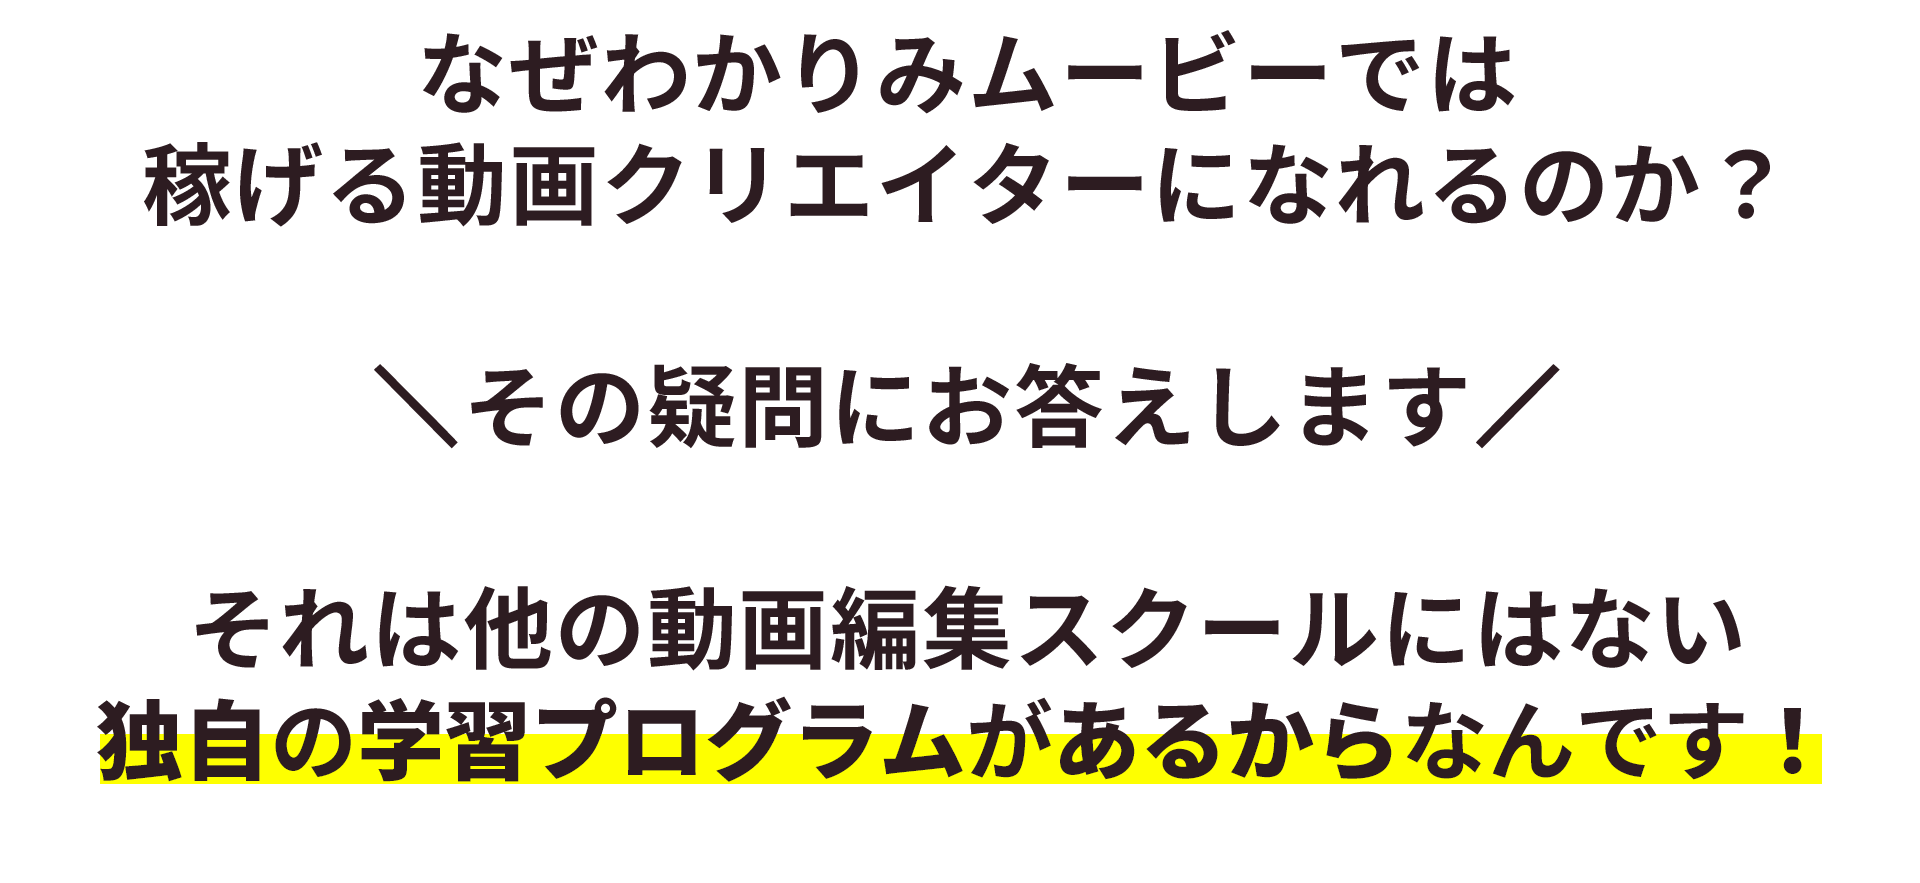 なぜわかりみムービーでは
稼げる動画クリエイターになれるのか？
＼その疑問にお答えします／
それは他の動画編集スクールにはない
独自の学習プログラムがあるからなんです！